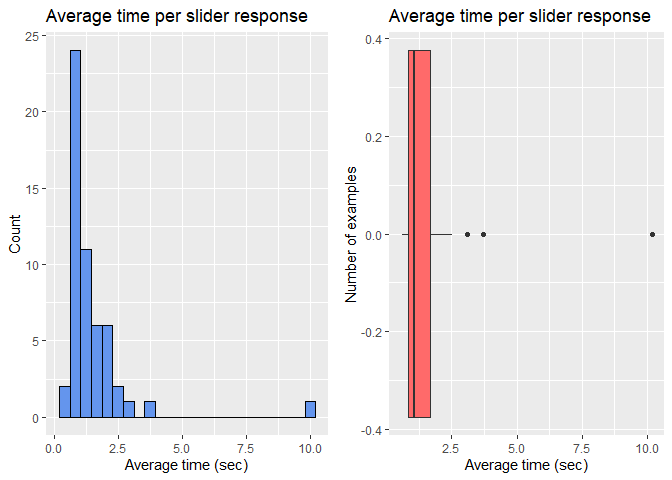 Average time per slider response
25
20
15
10
5
0
Count
0.0 2.5 5.0 7.5 10.0
Average time (sec)
Average time per slider response
0.4
0.2
0.0
-0.2
-0.4
Number of examples
2.5 5.0 7.5 10.0
Average time (sec)